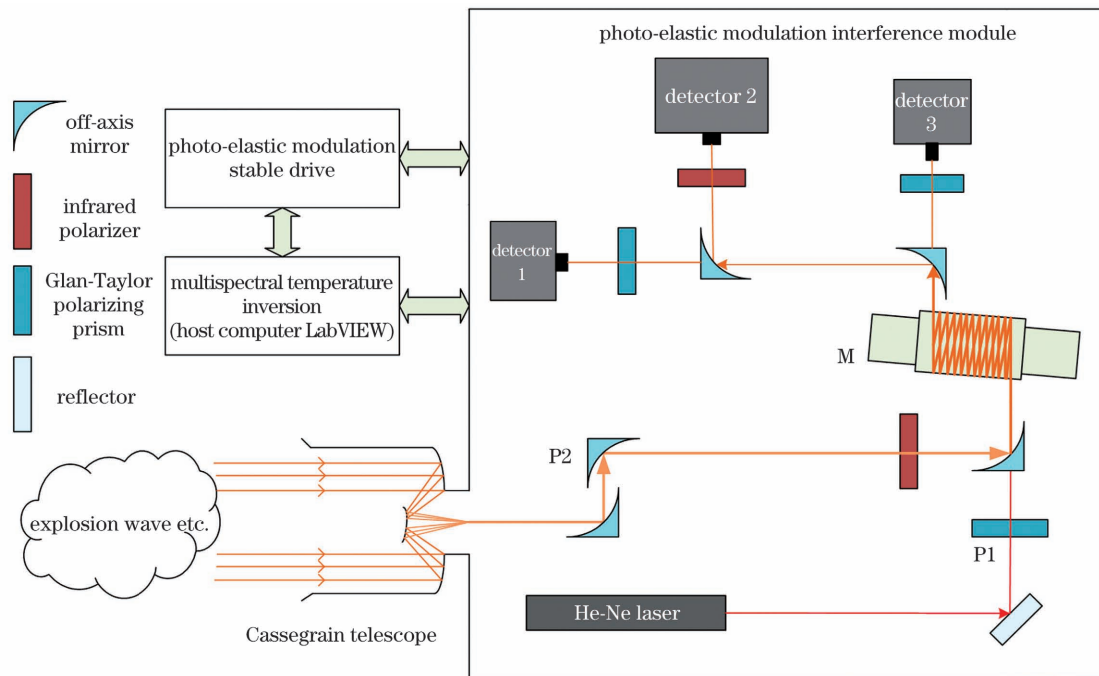 photo-elastic modulation interference module
off-axis
mirror
infrared
polarizer
Glan-Taylor
polarizing
prism
reflector
photo-elastic modulation
stable drive
multispectral temperature
inversion
(host computer LabVIEW)
detector 2
detector
3
detector
1
M
P2
P1
explosion wave etc.
He-Ne laser
Cassegrain telescope